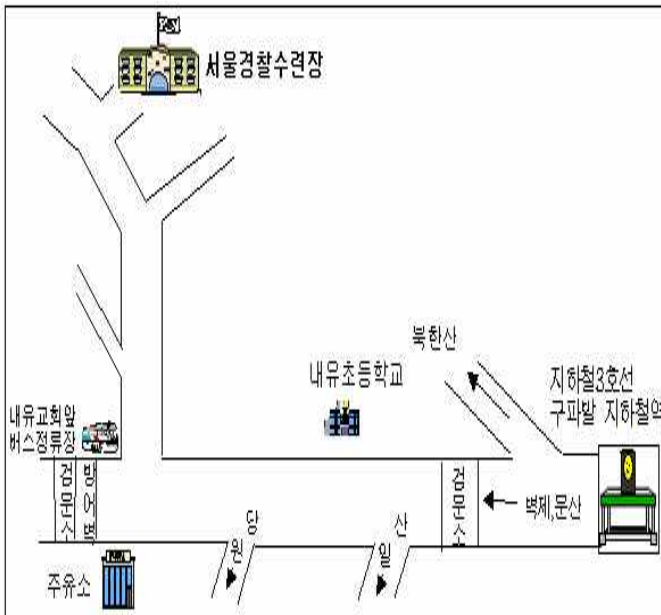 서울경찰수련장
북한산
내유초등학교
지하철3호선
구파발 지하철역
내유교회앞
버스정류장
검문소
방어벽
검문소
벽제,문산
당
원
산
일
주유소